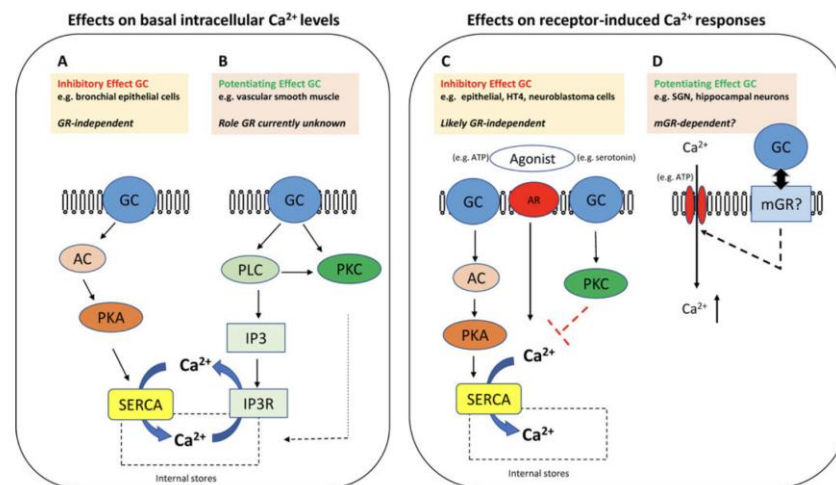 Effects on basal intracellular Ca²⁺ levels
A
Inhibitory Effect GC
e.g. bronchial epithelial cells
GR-independent
B
Potentiating Effect GC
e.g. vascular smooth muscle
Role GR currently unknown
GC
AC
PKA
SERCA
GC
PLC
PKC
IP3
IP3R
Ca²⁺
Ca²⁺
Internal stores
Effects on receptor-induced Ca²⁺ responses
C
Inhibitory Effect GC
e.g. epithelial, HT4, neuroblastoma cells
Likely GR-independent
D
Potentiating Effect GC
e.g. SGN, hippocampal neurons
mGR-dependent?
(e.g. ATP)
Agonist
(e.g. serotonin)
GC
AR
GC
AC
PKC
PKA
Ca²⁺
SERCA
Ca²⁺
Internal stores
Ca²⁺
GC
(e.g. ATP)
mGR?
Ca²⁺